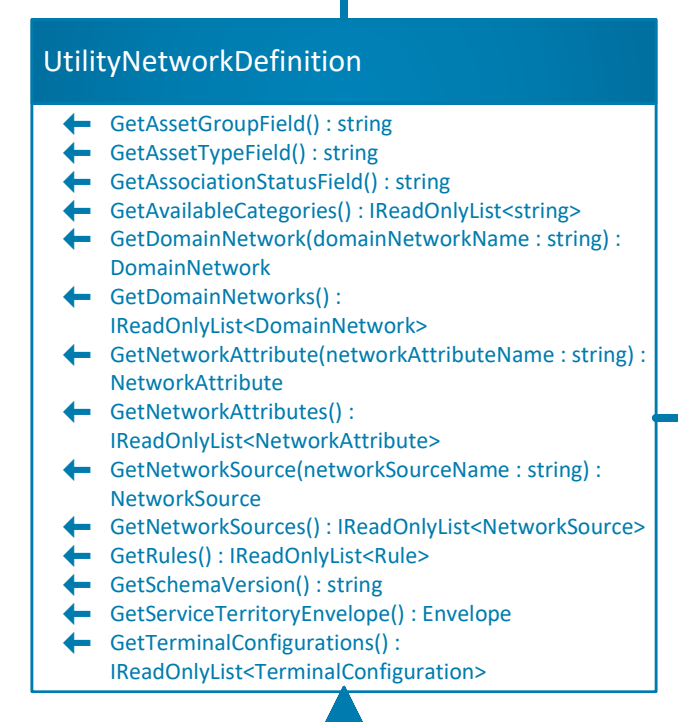 UtilityNetworkDefinition
GetAssetGroupField() : string
GetAssetTypeField() : string
GetAssociationStatusField() : string
GetAvailableCategories() : IReadOnlyList<string>
GetDomainNetwork(domainNetworkName : string) :
DomainNetwork
GetDomainNetworks() :
IReadOnlyList<DomainNetwork>
GetNetworkAttribute(networkAttributeName : string) :
NetworkAttribute
GetNetworkAttributes() :
IReadOnlyList<NetworkAttribute>
GetNetworkSource(networkSourceName : string) :
NetworkSource
GetNetworkSources() : IReadOnlyList<NetworkSource>
GetRules() : IReadOnlyList<Rule>
GetSchemaVersion() : string
GetServiceTerritoryEnvelope() : Envelope
GetTerminalConfigurations() :
IReadOnlyList<TerminalConfiguration>